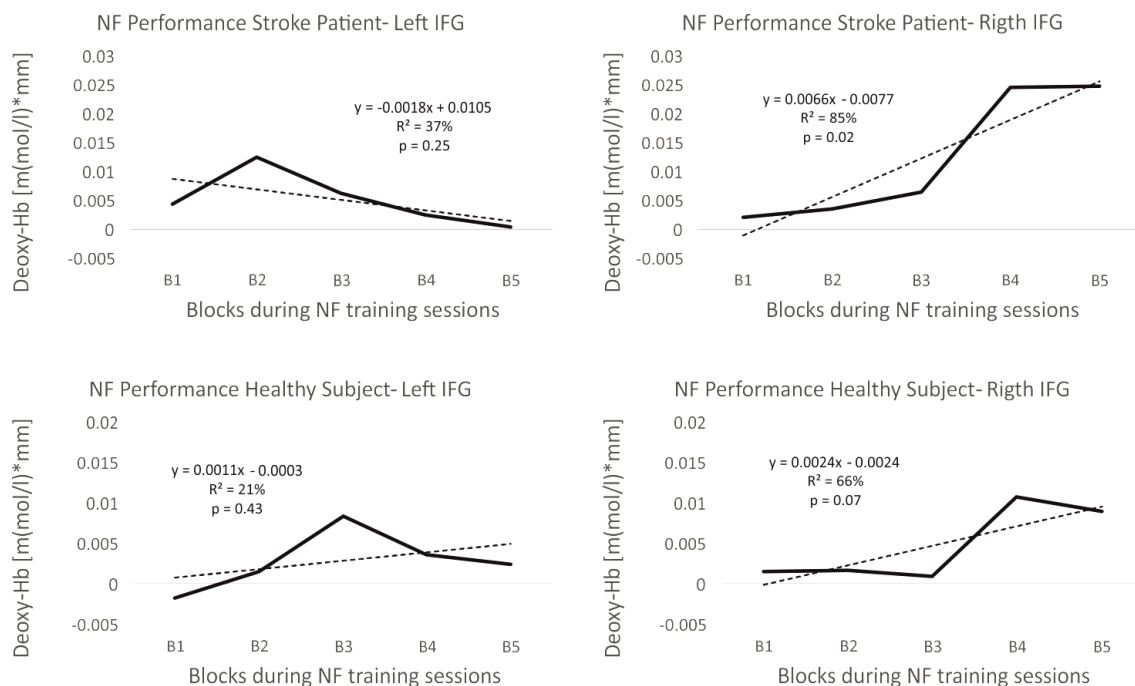 NF Performance Stroke Patient- Left IFG
Deoxy-Hb [m(mol/l)*mm]
0.03
0.025
0.02
0.015
0.01
0.005
0
-0.005
y = -0.0018x + 0.0105
R² = 37%
p = 0.25
B1 B2 B3 B4 B5
Blocks during NF training sessions
NF Performance Stroke Patient- Rigth IFG
Deoxy-Hb [m(mol/l)*mm]
0.03
0.025
0.02
0.015
0.01
0.005
0
-0.005
y = 0.0066x - 0.0077
R² = 85%
p = 0.02
B1 B2 B3 B4 B5
Blocks during NF training sessions
NF Performance Healthy Subject- Left IFG
Deoxy-Hb [m(mol/l)*mm]
0.02
0.015
0.01
0.005
0
-0.005
y = 0.0011x - 0.0003
R² = 21%
p = 0.43
B1 B2 B3 B4 B5
Blocks during NF training sessions
NF Performance Healthy Subject- Rigth IFG
Deoxy-Hb [m(mol/l)*mm]
0.02
0.015
0.01
0.005
0
-0.005
y = 0.0024x - 0.0024
R² = 66%
p = 0.07
B1 B2 B3 B4 B5
Blocks during NF training sessions